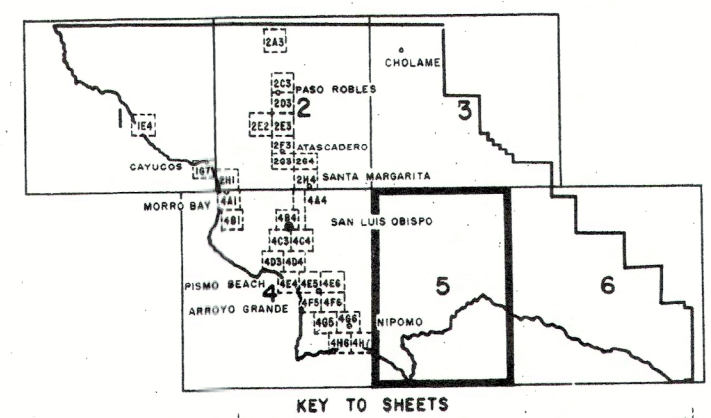 2A3
CHOLAME
2C3 PASO ROBLES
2D3 2 3
1 1E4 2E2 2E3
2F3 ATASCADERO
CAYUCOS 1G7 2G3 2G4
2H1 2H4 SANTA MARGARITA
MORRO BAY 4A1 4A4
4B1 4B4 SAN LUIS OBISPO
4C3 4C4
4D3 4D4
PISMO BEACH 4 4E4 4E5 4E6 5 6
ARROYO GRANDE 4F5 4F6
4G5 4G6 NIPOMO
4H6 4H7
KEY TO SHEETS